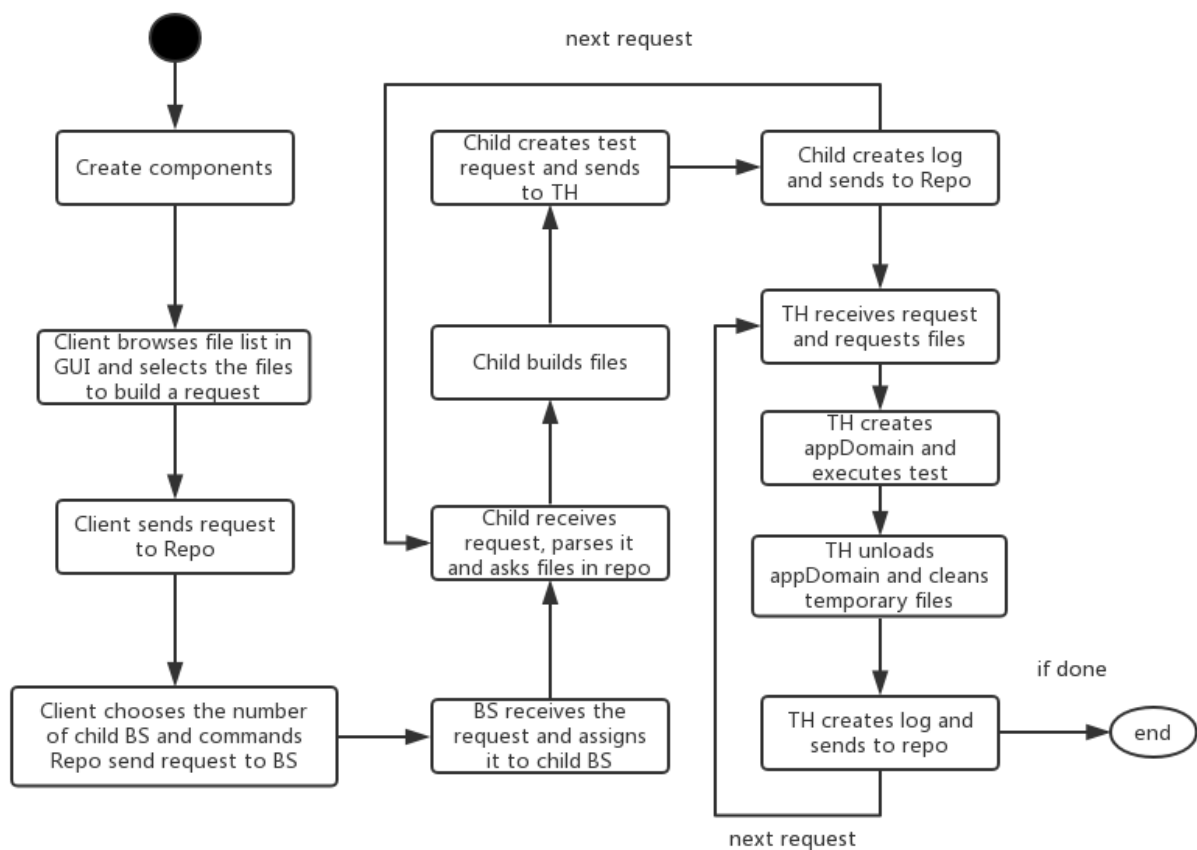 next request
Create components
Client browses file list in
GUI and selects the files
to build a request
Client sends request
to Repo
Client chooses the number
of child BS and commands
Repo send request to BS
BS receives the
request and assigns
it to child BS
Child receives
request, parses it
and asks files in repo
Child builds files
Child creates test
request and sends
to TH
Child creates log
and sends to Repo
TH receives request
and requests files
TH creates
appDomain and
executes test
TH unloads
appDomain and cleans
temporary files
TH creates log and
sends to repo
if done
end
next request